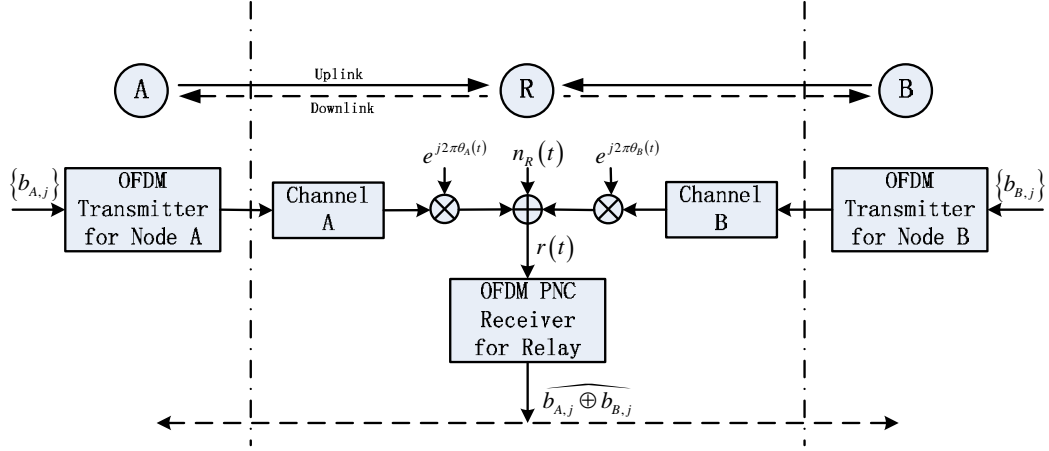 A
Uplink
R
B
Downlink
e^{j2πθ_A(t)}
n_R(t)
e^{j2πθ_B(t)}
{b_{A,j}}
OFDM
Transmitter
for Node A
Channel
A
Channel
B
OFDM
Transmitter
for Node B
{b_{B,j}}
r(t)
OFDM PNC
Receiver
for Relay
\widehat{b_{A,j} ⊕ b_{B,j}}